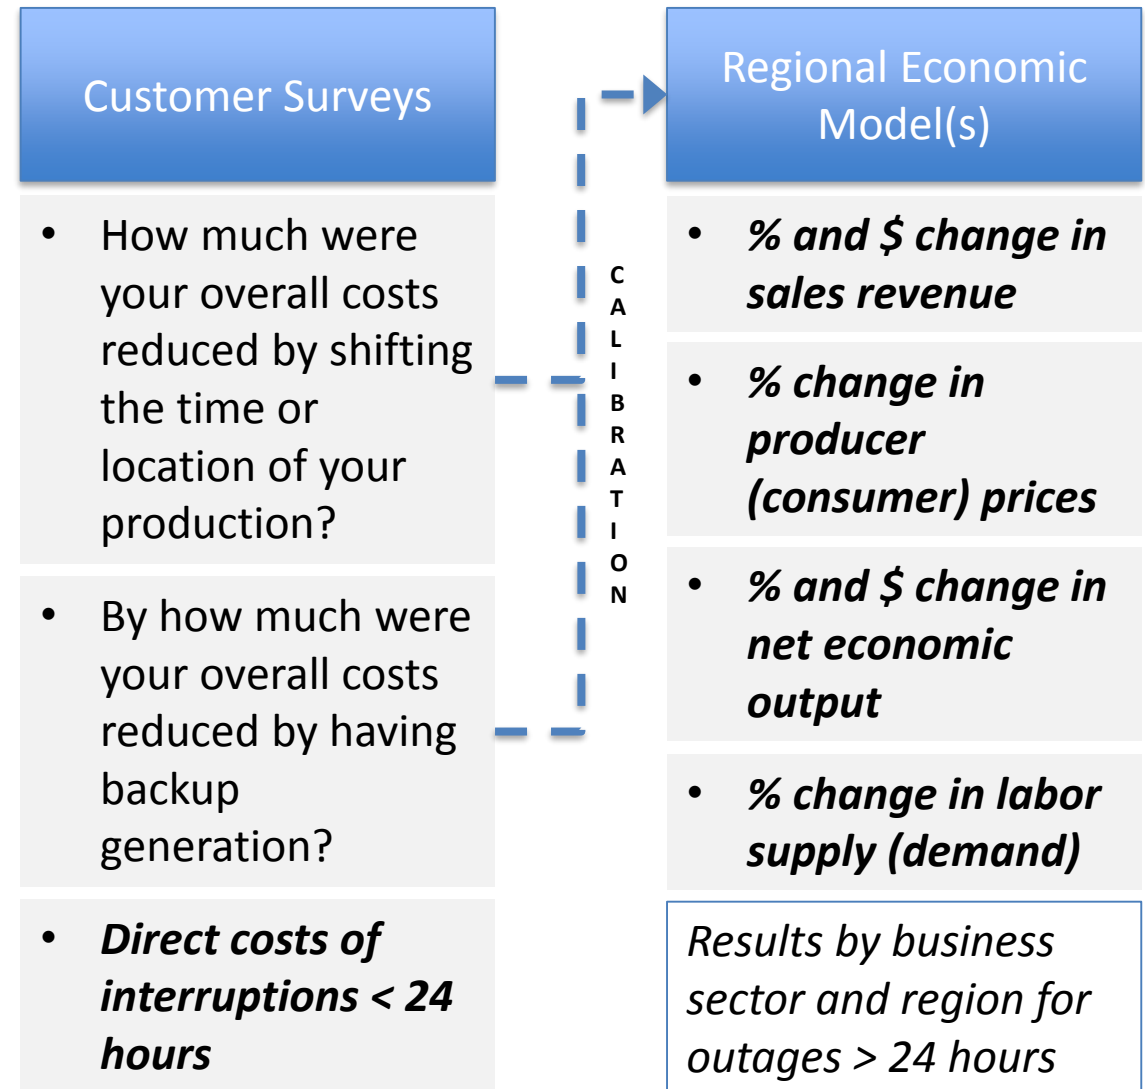 Customer Surveys
• How much were
your overall costs
reduced by shifting
the time or
location of your
production?
• By how much were
your overall costs
reduced by having
backup
generation?
• Direct costs of
interruptions < 24
hours
C
A
L
I
B
R
A
T
I
O
N
Regional Economic
Model(s)
• % and $ change in
sales revenue
• % change in
producer
(consumer) prices
• % and $ change in
net economic
output
• % change in labor
supply (demand)
Results by business
sector and region for
outages > 24 hours